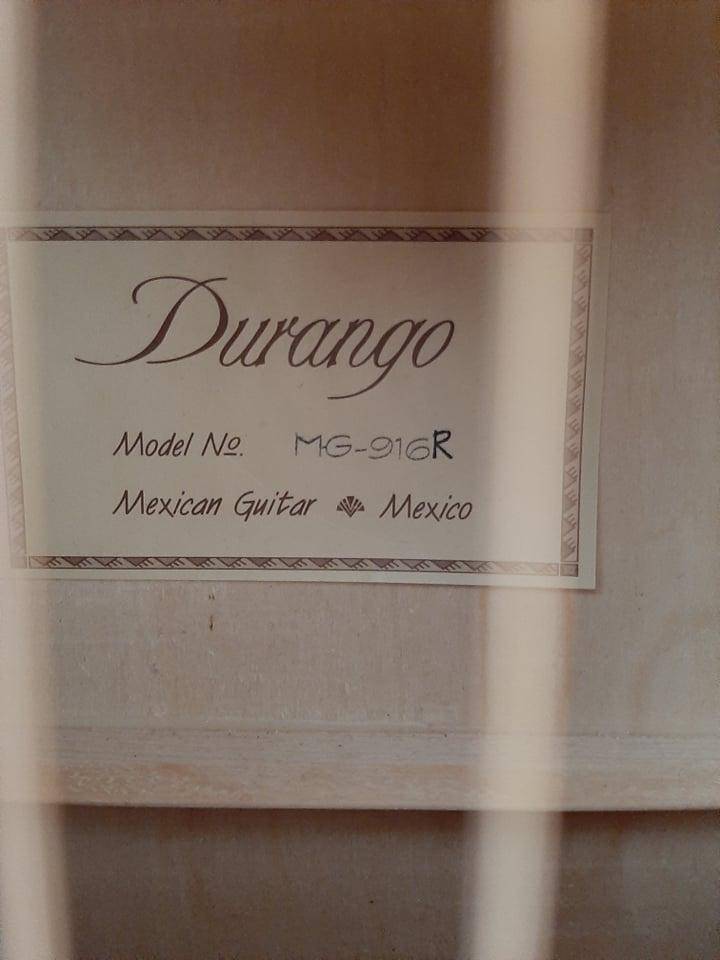 Durango
Model Nº. MG-916R
Mexican Guitar Mexico